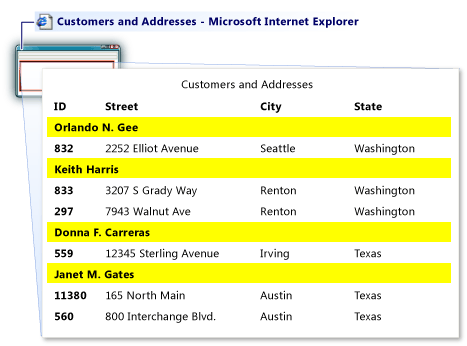 Customers and Addresses - Microsoft Internet Explorer
Customers and Addresses
ID Street City State
Orlando N. Gee
832 2252 Elliot Avenue Seattle Washington
Keith Harris
833 3207 S Grady Way Renton Washington
297 7943 Walnut Ave Renton Washington
Donna F. Carreras
559 12345 Sterling Avenue Irving Texas
Janet M. Gates
11380 165 North Main Austin Texas
560 800 Interchange Blvd. Austin Texas